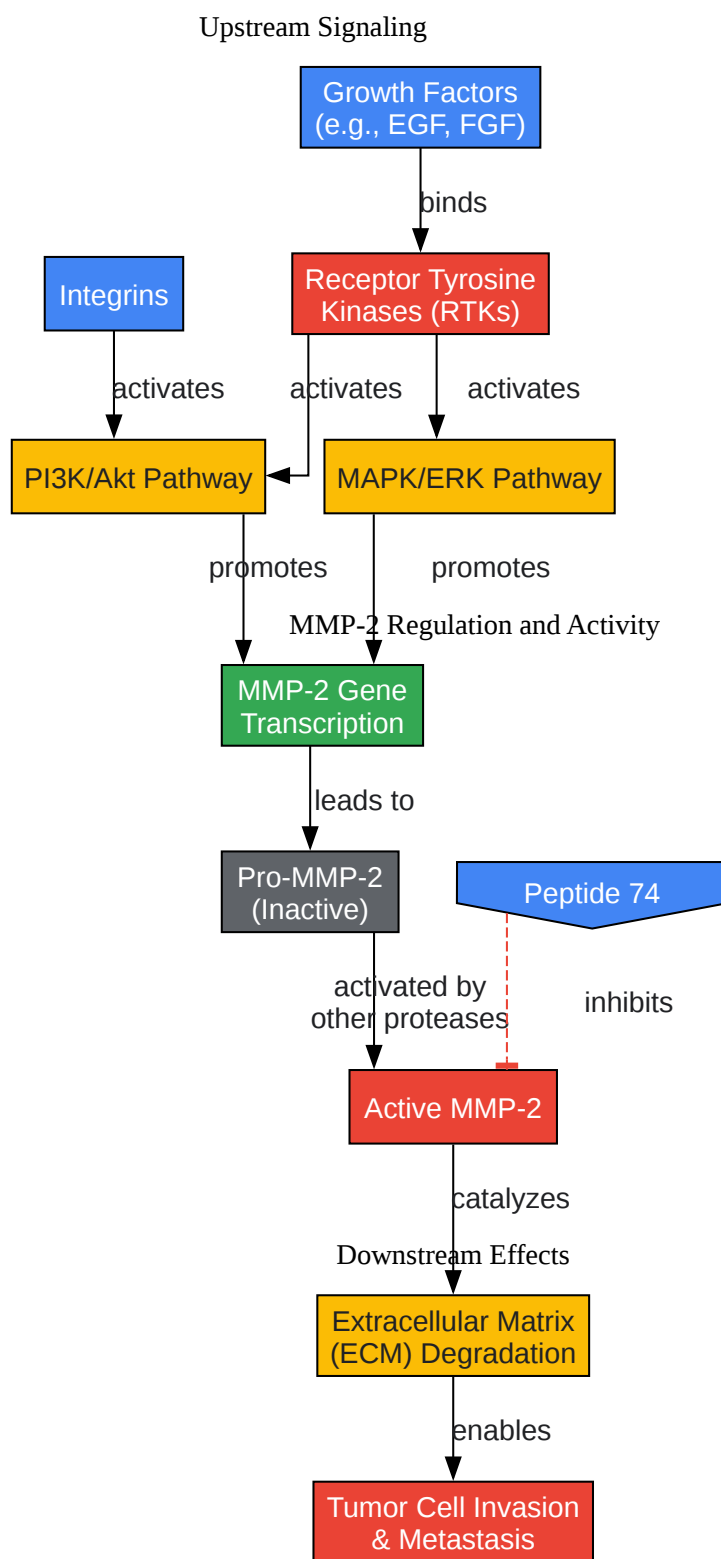 Upstream Signaling
Growth Factors
(e.g., EGF, FGF)
binds
Integrins
Receptor Tyrosine
Kinases (RTKs)
activates
activates
activates
PI3K/Akt Pathway
MAPK/ERK Pathway
promotes
promotes
MMP-2 Regulation and Activity
MMP-2 Gene
Transcription
leads to
Pro-MMP-2
(Inactive)
Peptide 74
activated by
other proteases
inhibits
Active MMP-2
catalyzes
Downstream Effects
Extracellular Matrix
(ECM) Degradation
enables
Tumor Cell Invasion
& Metastasis